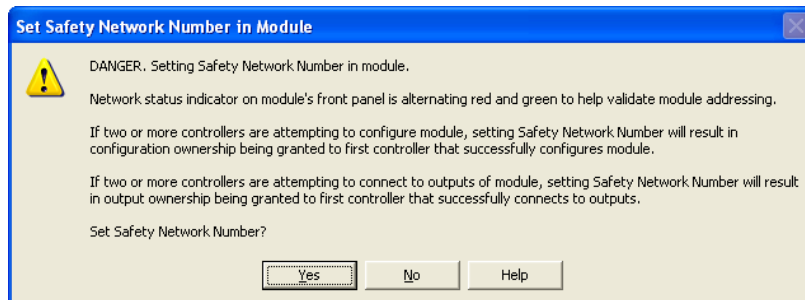 Set Safety Network Number in Module
DANGER. Setting Safety Network Number in module.
Network status indicator on module's front panel is alternating red and green to help validate module addressing.
If two or more controllers are attempting to configure module, setting Safety Network Number will result in
configuration ownership being granted to first controller that successfully configures module.
If two or more controllers are attempting to connect to outputs of module, setting Safety Network Number will result
in output ownership being granted to first controller that successfully connects to outputs.
Set Safety Network Number?
Yes No Help